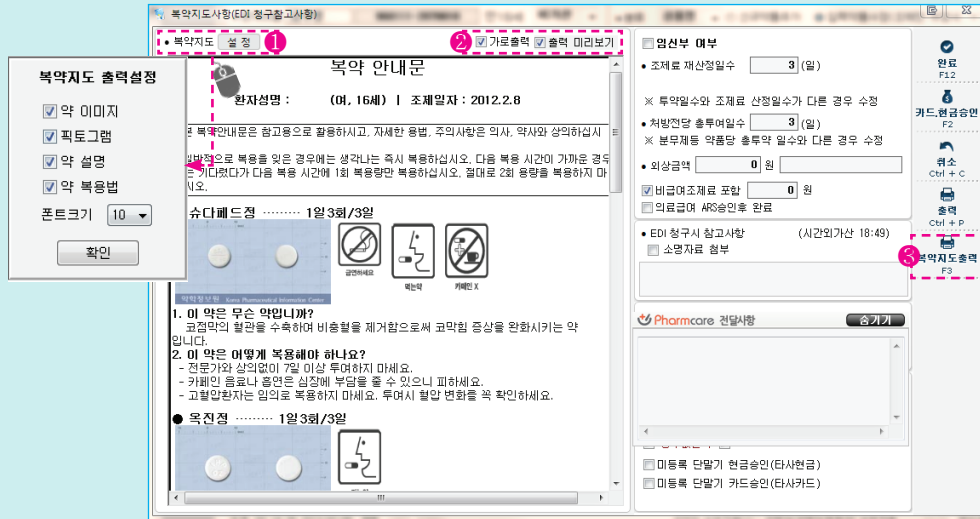 복약지도사항(EDI 청구참고사항)
• 복약지도 설 정 1
2 가로출력 출력 미리보기
복약지도 출력설정
약 이미지
픽토그램
약 설명
약 복용법
폰트크기 10
확인
복약 안내문
환자성명 : (여, 16세) | 조제일자 : 2012.2.8
본 복약안내문은 참고용으로 활용하시고, 자세한 용법, 주의사항은 의사, 약사와 상의하십시
일반적으로 복용을 잊은 경우에는 생각나는 즉시 복용하십시오. 다음 복용 시간이 가까운 경우
는 기다렸다가 다음 복용 시간에 1회 복용량만 복용하십시오. 절대로 2회 용량을 복용하지 마
시오.
슈다페드정 ········ 1일3회/3일
금연하세요
먹는약
카페인 X
약학정보원 Korea Pharmaceutical Information Center
1. 이 약은 무슨 약입니까?
코점막의 혈관을 수축하여 비충혈을 제거함으로써 코막힘 증상을 완화시키는 약
입니다.
2. 이 약은 어떻게 복용해야 하나요?
- 전문가와 상의없이 7일 이상 투여하지 마세요.
- 카페인 음료나 흡연은 심장에 부담을 줄 수 있으니 피하세요.
- 고혈압환자는 임의로 복용하지 마세요. 투여시 혈압 변화를 꼭 확인하세요.
● 옥진정 ········ 1일3회/3일
임신부 여부
• 조제료 재산정일수 3 (일)
※ 투약일수와 조제료 산정일수가 다른 경우 수정
• 처방전당 총투여일수 3 (일)
※ 분무제등 약품당 총투약 일수와 다른 경우 수정
• 외상금액 0 원
비급여조제료 포함 0 원
의료급여 ARS승인후 완료
• EDI 청구시 참고사항 (시간외가산 18:49)
소명자료 첨부
Pharmcare 전달사항 숨기기
미등록 단말기 현금승인(타사현금)
미등록 단말기 카드승인(타사카드)
완료
F12
카드,현금승인
F2
취소
Ctrl + C
출력
Ctrl + P
3
복약지도출력
F3